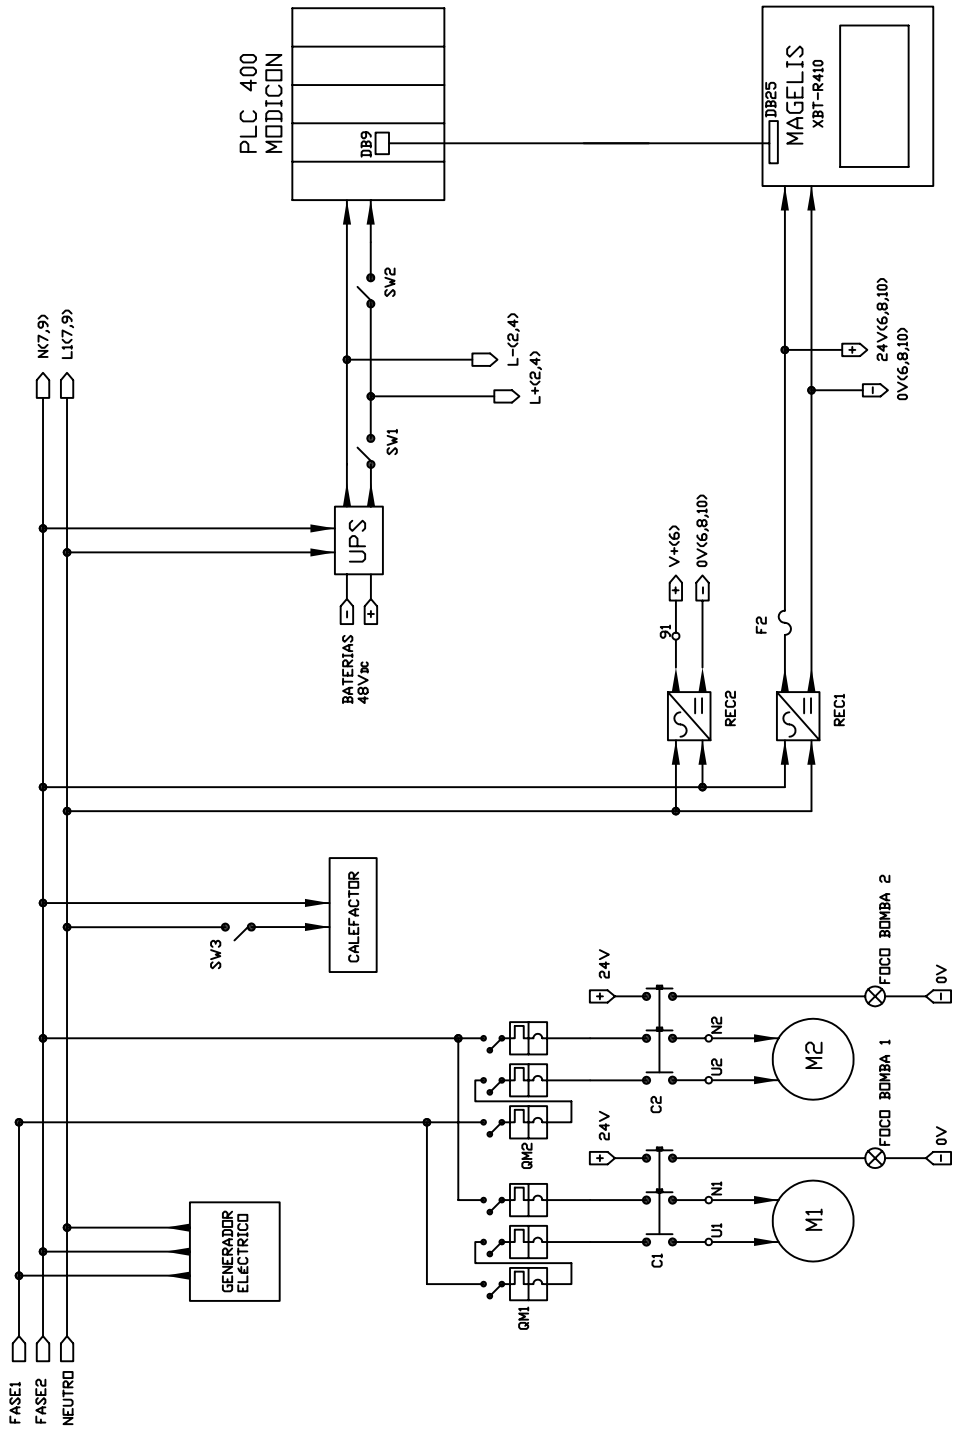 FASE1
FASE2
NEUTRO
GENERADOR
ELECTRICO
N(7,9)
L1(7,9)
PLC 400
MODICON
DB9
DB25
MAGELIS
XBT-R410
SW2
SW1
L-(2,4)
L+(2,4)
UPS
BATERIAS
48VDC
-
+
SW3
CALEFACTOR
V+(6)
0V(6,8,10)
+
-
91
REC2
F2
REC1
+
24V(6,8,10)
-
0V(6,8,10)
QM2
+
24V
C2
U2
N2
M2
FOCO BOMBA 2
-
0V
QM1
+
24V
C1
U1
N1
M1
FOCO BOMBA 1
-
0V